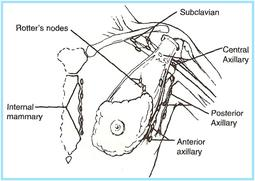 Subclavian
Rotter's nodes
Central
Axillary
Internal
mammary
Posterior
Axillary
Anterior
axillary